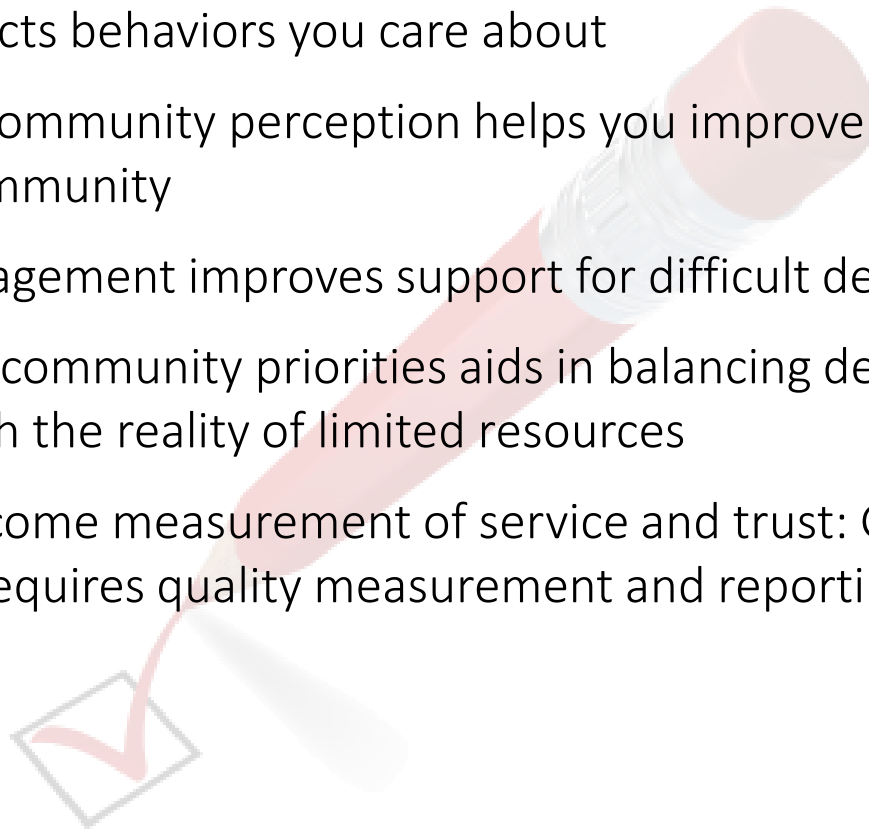 cts behaviors you care about
ommunity perception helps you improve
mmunity
agement improves support for difficult de
community priorities aids in balancing de
h the reality of limited resources
come measurement of service and trust:
equires quality measurement and reporti